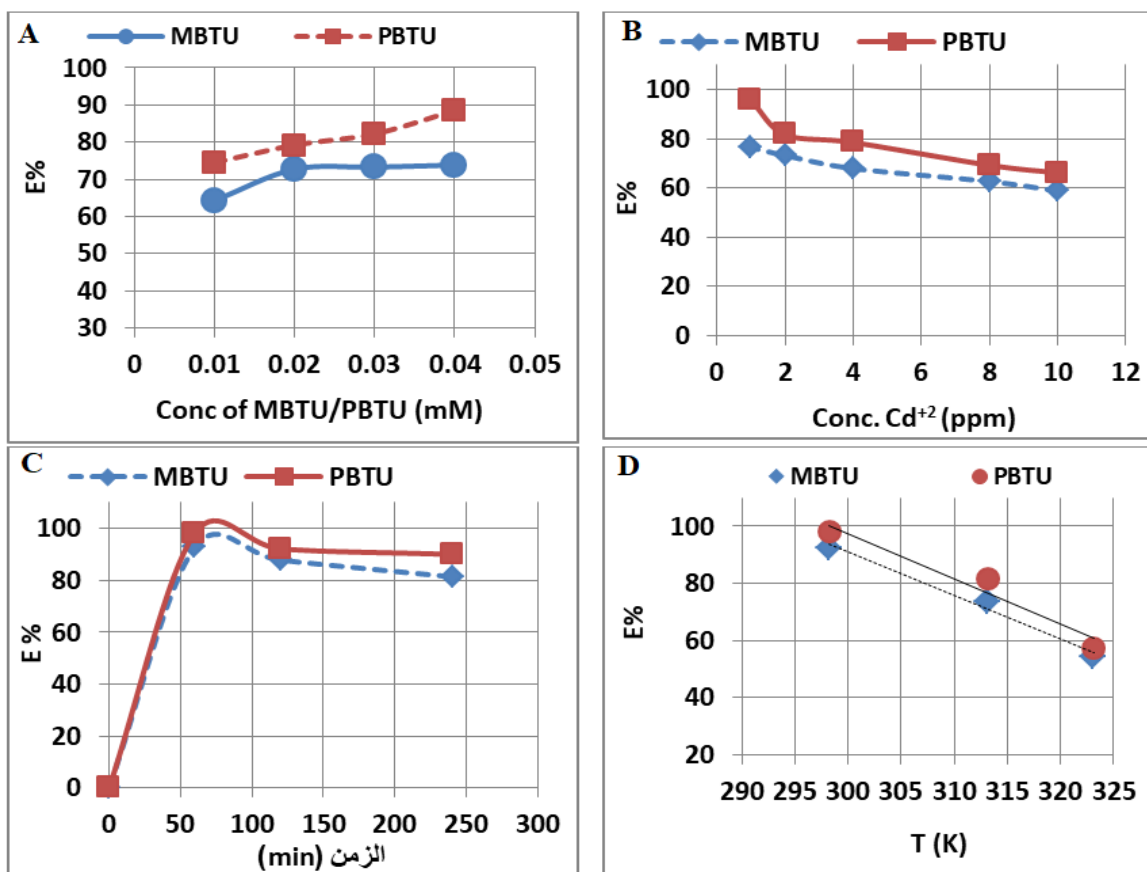 A
MBTU PBTU
100
90
80
70
60
50
40
30
E%
0 0.01 0.02 0.03 0.04 0.05
Conc of MBTU/PBTU (mM)
B
MBTU PBTU
100
80
60
40
20
0
E%
0 2 4 6 8 10 12
Conc. Cd⁺² (ppm)
C
MBTU PBTU
100
80
60
40
20
0
E %
0 50 100 150 200 250 300
الزمن (min)
D
MBTU PBTU
100
80
60
40
20
E%
290 295 300 305 310 315 320 325
T (K)